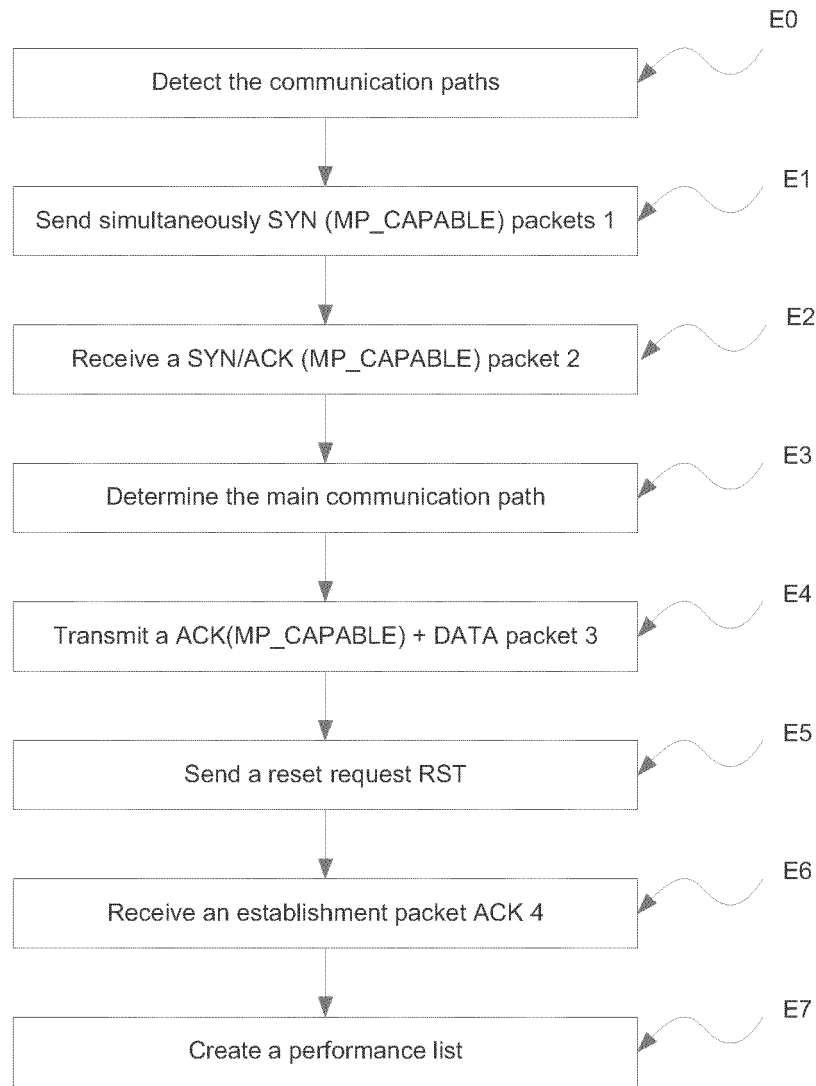 E0
Detect the communication paths
E1
Send simultaneously SYN (MP_CAPABLE) packets 1
E2
Receive a SYN/ACK (MP_CAPABLE) packet 2
E3
Determine the main communication path
E4
Transmit a ACK(MP_CAPABLE) + DATA packet 3
E5
Send a reset request RST
E6
Receive an establishment packet ACK 4
E7
Create a performance list